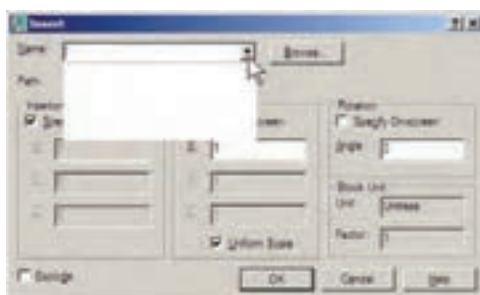 Insert
Name: Browse...
Path:
Rotation
Specify On-screen
X: 1
Angle: 
Block Unit
Unit: Unitless
Factor: 1
Uniform Scale
Explode
OK Cancel Help